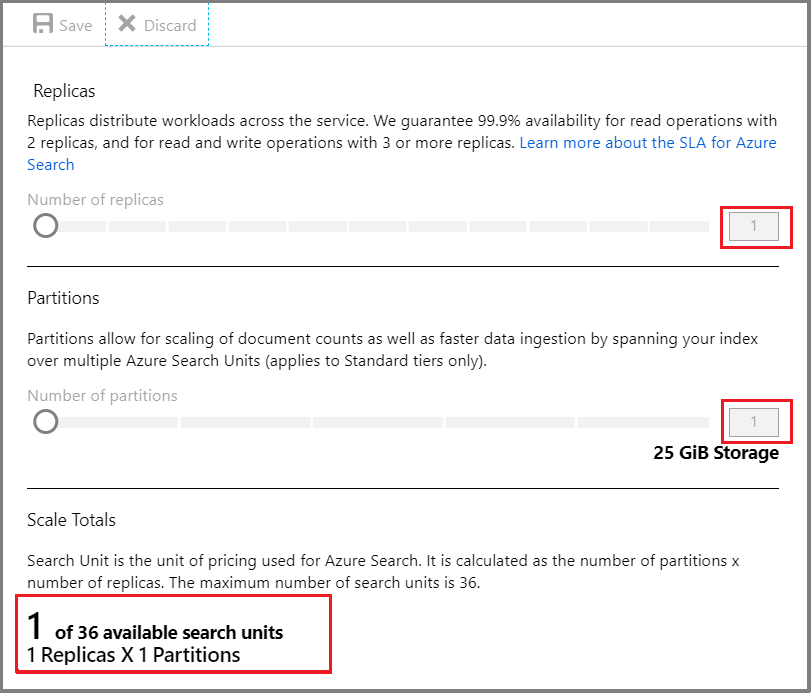 Save Discard
Replicas
Replicas distribute workloads across the service. We guarantee 99.9% availability for read operations with
2 replicas, and for read and write operations with 3 or more replicas. Learn more about the SLA for Azure
Search
Number of replicas
1
Partitions
Partitions allow for scaling of document counts as well as faster data ingestion by spanning your index
over multiple Azure Search Units (applies to Standard tiers only).
Number of partitions
1
25 GiB Storage
Scale Totals
Search Unit is the unit of pricing used for Azure Search. It is calculated as the number of partitions x
number of replicas. The maximum number of search units is 36.
1 of 36 available search units
1 Replicas X 1 Partitions